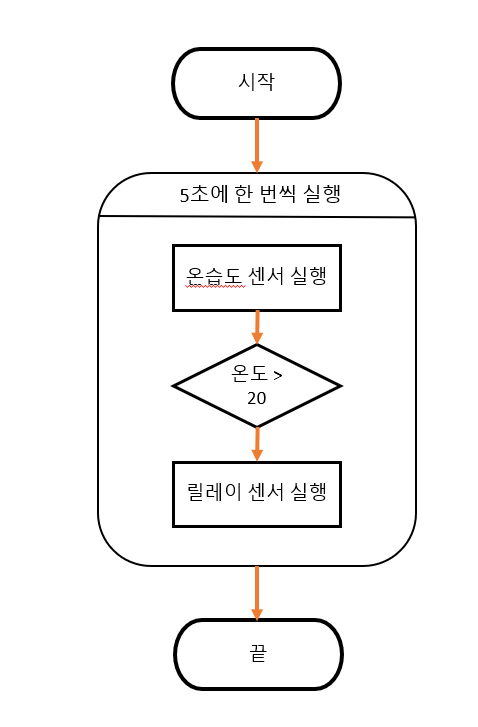 시작
5초에 한 번씩 실행
온습도 센서 실행
온도 >
20
릴레이 센서 실행
끝